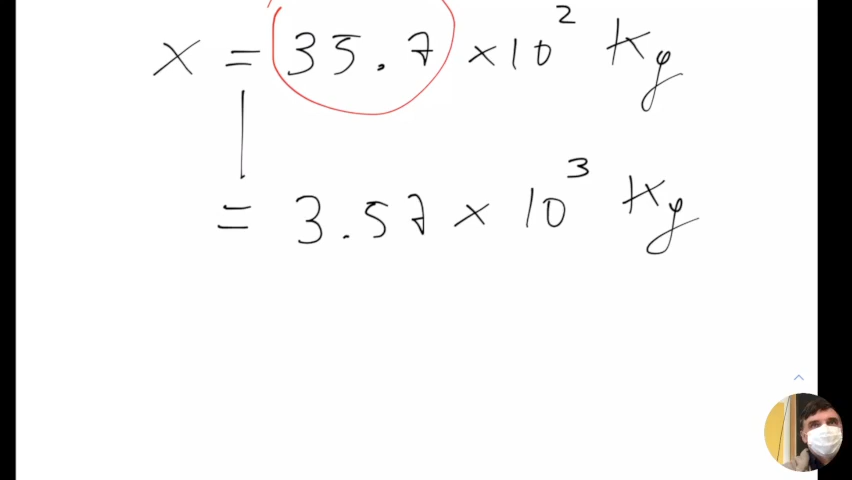 x = 35.7 × 10² Kg
= 3.57 × 10³ Kg